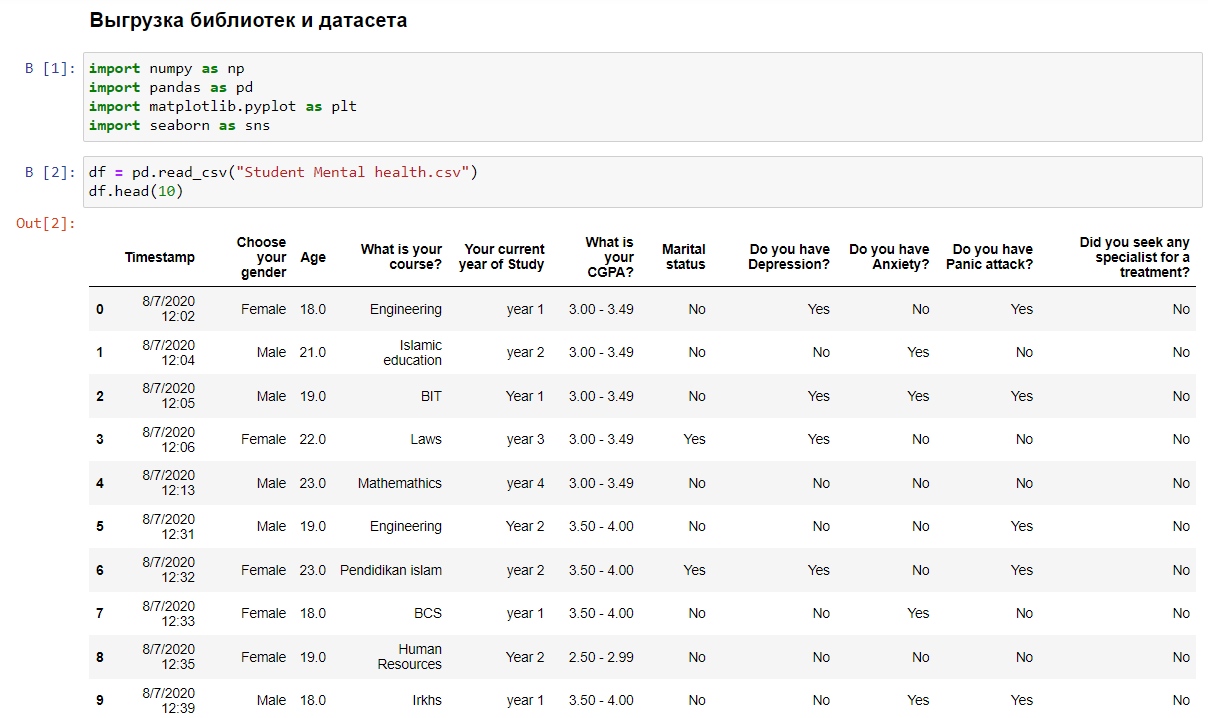 Выгрузка библиотек и датасета
В [1]: import numpy as np
import pandas as pd
import matplotlib.pyplot as plt
import seaborn as sns
В [2]: df = pd.read_csv("Student Mental health.csv")
df.head(10)
Out[2]:
Timestamp Choose your gender Age What is your course? Your current year of Study What is your CGPA? Marital status Do you have Depression? Do you have Anxiety? Do you have Panic attack? Did you seek any specialist for a treatment?
0 8/7/2020 12:02 Female 18.0 Engineering year 1 3.00 - 3.49 No Yes No Yes No
1 8/7/2020 12:04 Male 21.0 Islamic education year 2 3.00 - 3.49 No No Yes No No
2 8/7/2020 12:05 Male 19.0 BIT Year 1 3.00 - 3.49 No Yes Yes Yes No
3 8/7/2020 12:06 Female 22.0 Laws year 3 3.00 - 3.49 Yes Yes No No No
4 8/7/2020 12:13 Male 23.0 Mathemathics year 4 3.00 - 3.49 No No No No No
5 8/7/2020 12:31 Male 19.0 Engineering Year 2 3.50 - 4.00 No No No Yes No
6 8/7/2020 12:32 Female 23.0 Pendidikan islam year 2 3.50 - 4.00 Yes Yes No Yes No
7 8/7/2020 12:33 Female 18.0 BCS year 1 3.50 - 4.00 No No Yes No No
8 8/7/2020 12:35 Female 19.0 Human Resources Year 2 2.50 - 2.99 No No No No No
9 8/7/2020 12:39 Male 18.0 Irkhs year 1 3.50 - 4.00 No No Yes Yes No